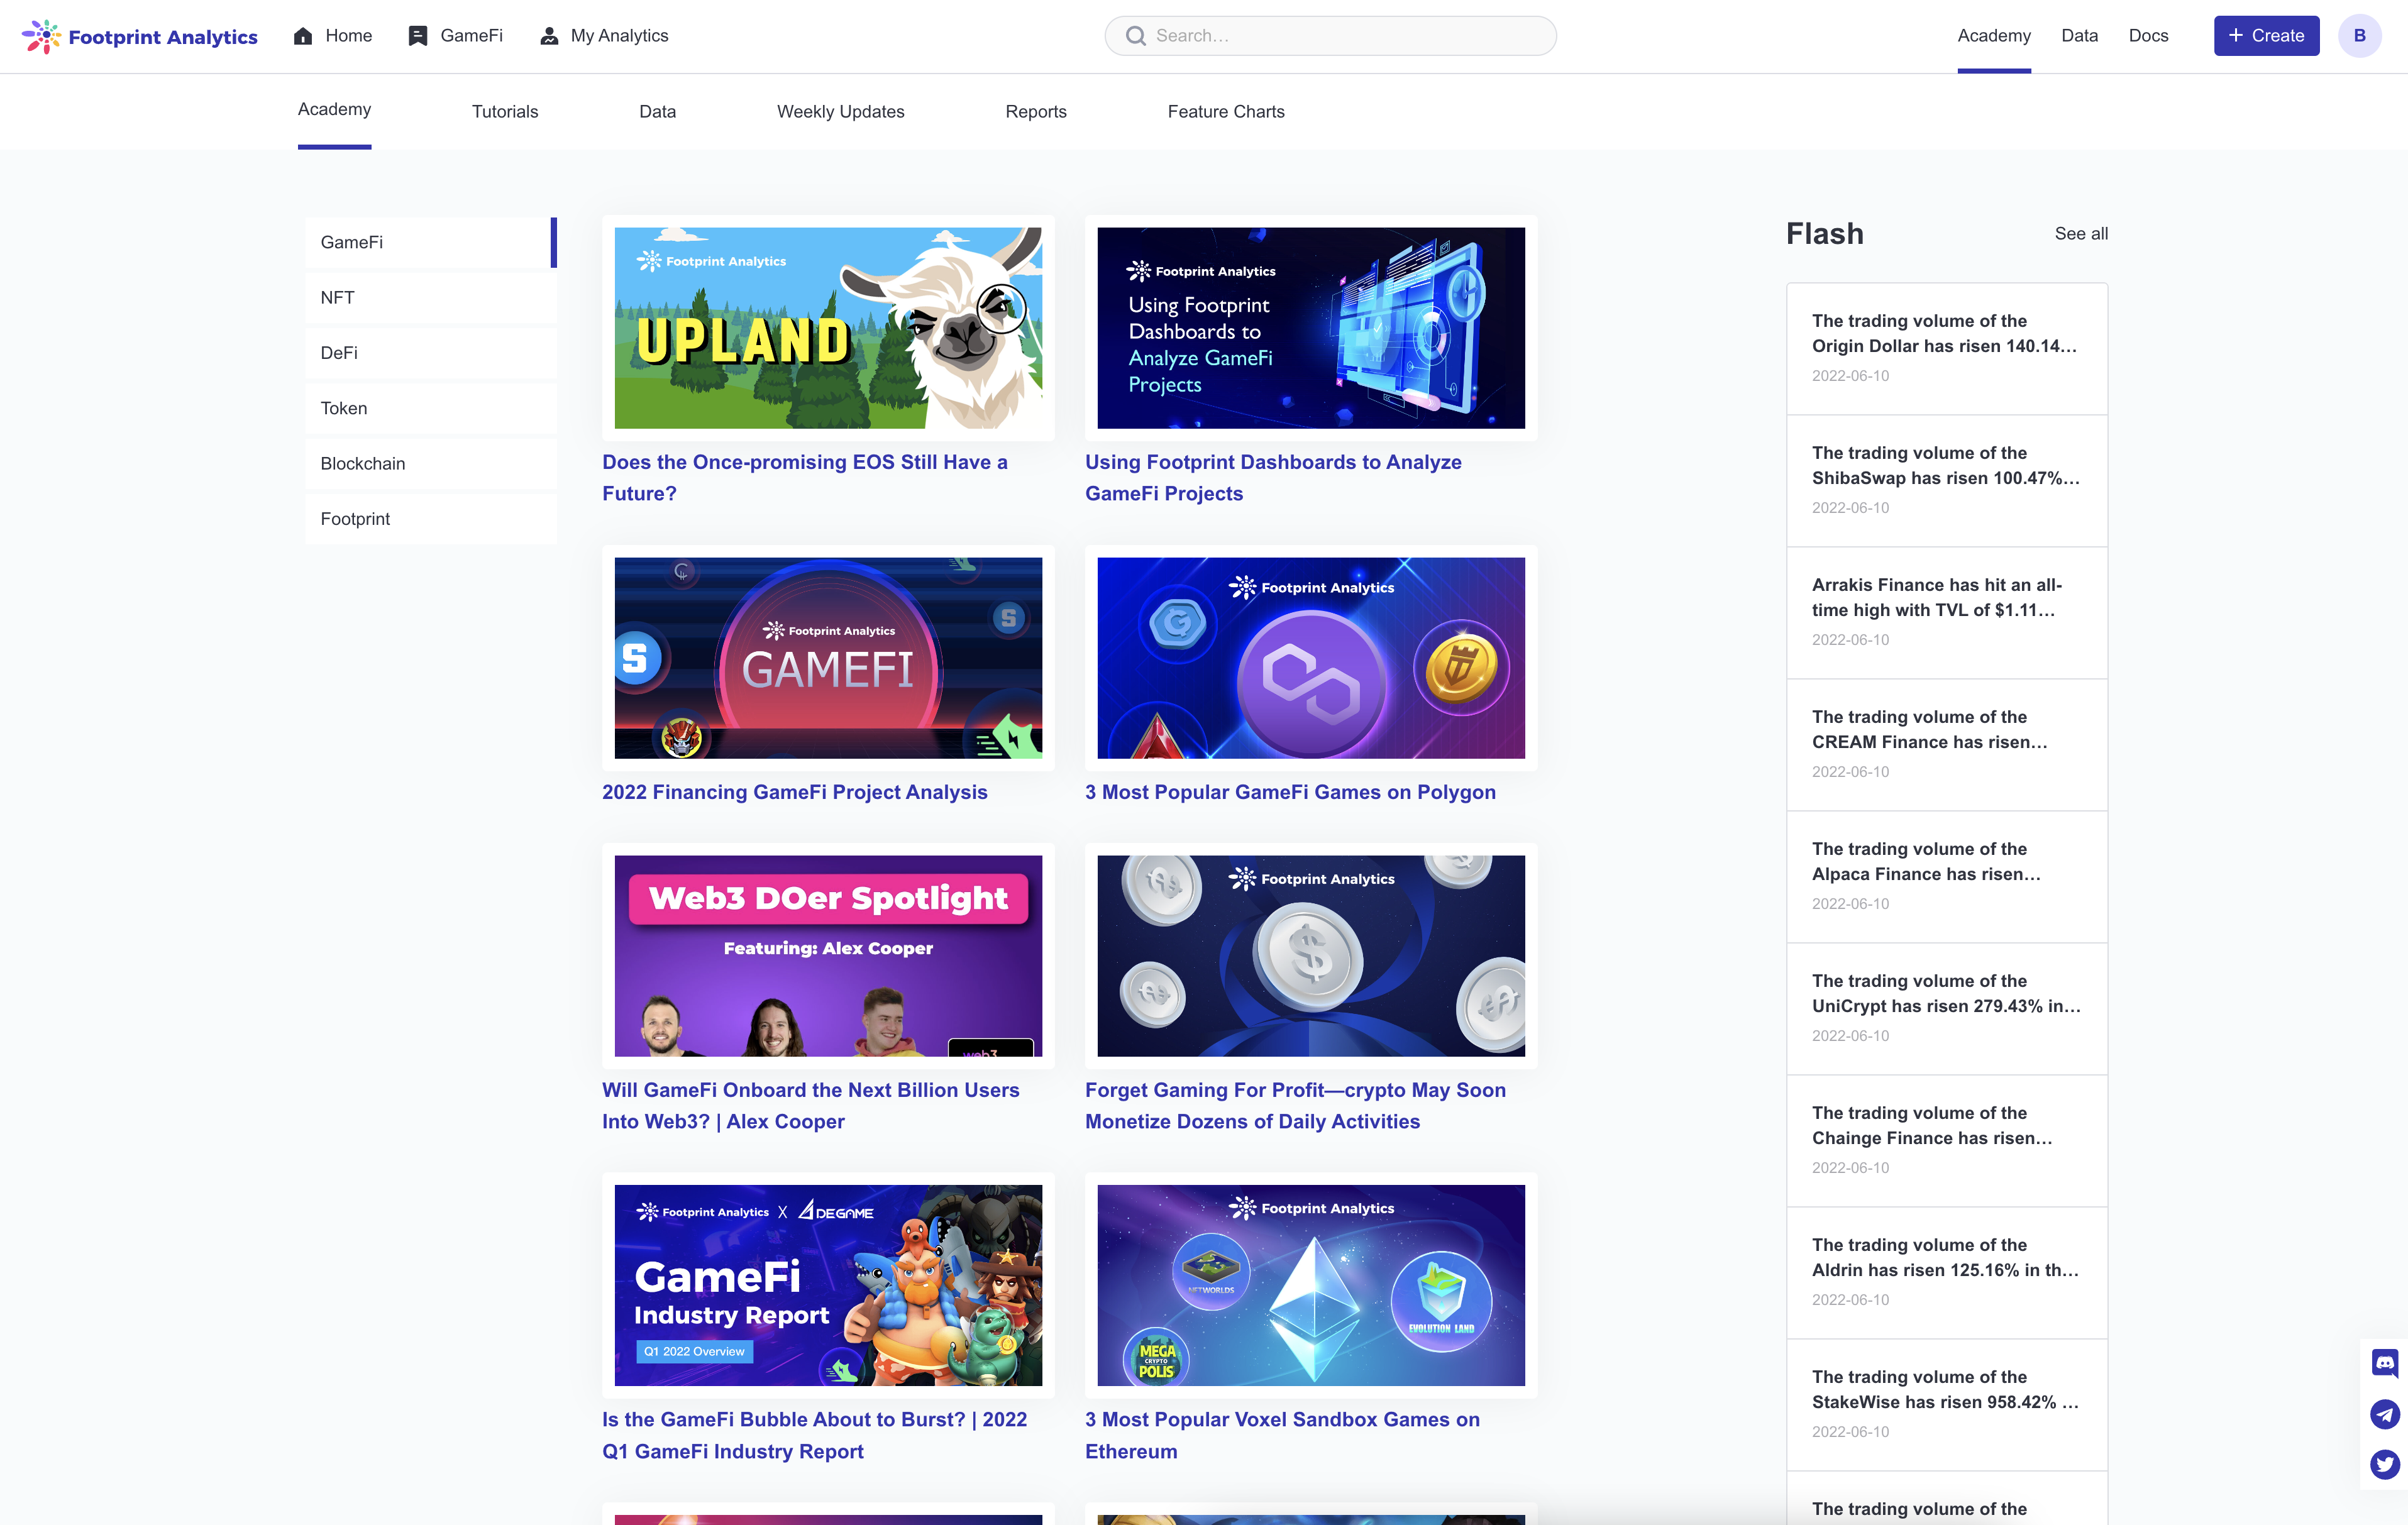 Footprint Analytics
Home
GameFi
My Analytics
Search...
Academy
Data
Docs
+ Create
B
Academy
Tutorials
Data
Weekly Updates
Reports
Feature Charts
GameFi
NFT
DeFi
Token
Blockchain
Footprint
Footprint Analytics
UPLAND
Does the Once-promising EOS Still Have a
Future?
Footprint Analytics
Using Footprint
Dashboards to
Analyze GameFi
Projects
Using Footprint Dashboards to Analyze
GameFi Projects
Footprint Analytics
GAMEFI
S
S
2022 Financing GameFi Project Analysis
Footprint Analytics
3 Most Popular GameFi Games on Polygon
Web3 DOer Spotlight
Featuring: Alex Cooper
web3
Will GameFi Onboard the Next Billion Users
Into Web3? | Alex Cooper
Footprint Analytics
$
Forget Gaming For Profit—crypto May Soon
Monetize Dozens of Daily Activities
Footprint Analytics X DEGAME
GameFi
Industry Report
Q1 2022 Overview
Is the GameFi Bubble About to Burst? | 2022
Q1 GameFi Industry Report
Footprint Analytics
NFTWORLDS
EVOLUTION LAND
MEGA
CRYPTO
POLIS
3 Most Popular Voxel Sandbox Games on
Ethereum
Flash
See all
The trading volume of the
Origin Dollar has risen 140.14...
2022-06-10
The trading volume of the
ShibaSwap has risen 100.47%...
2022-06-10
Arrakis Finance has hit an all-
time high with TVL of $1.11...
2022-06-10
The trading volume of the
CREAM Finance has risen...
2022-06-10
The trading volume of the
Alpaca Finance has risen...
2022-06-10
The trading volume of the
UniCrypt has risen 279.43% in...
2022-06-10
The trading volume of the
Chainge Finance has risen...
2022-06-10
The trading volume of the
Aldrin has risen 125.16% in th...
2022-06-10
The trading volume of the
StakeWise has risen 958.42% ...
2022-06-10
The trading volume of the